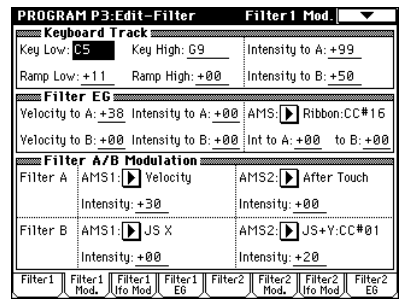 PROGRAM P3:Edit-Filter Filter1 Mod.
Keyboard Track
Key Low: C5 Key High: G9 Intensity to A: +99
Ramp Low: +11 Ramp High: +00 Intensity to B: +50
Filter EG
Velocity to A: +38 Intensity to A: +00 AMS: Ribbon:CC#16
Velocity to B: +00 Intensity to B: +00 Int to A: +00 to B: +00
Filter A/B Modulation
Filter A AMS1: Velocity AMS2: After Touch
Intensity: +30 Intensity: +00
Filter B AMS1: JS X AMS2: JS+Y:CC#01
Intensity: +00 Intensity: +20
Filter1 Filter1 Mod. Filter1 lfo Mod Filter1 EG Filter2 Filter2 Mod. Filter2 lfo Mod Filter2 EG